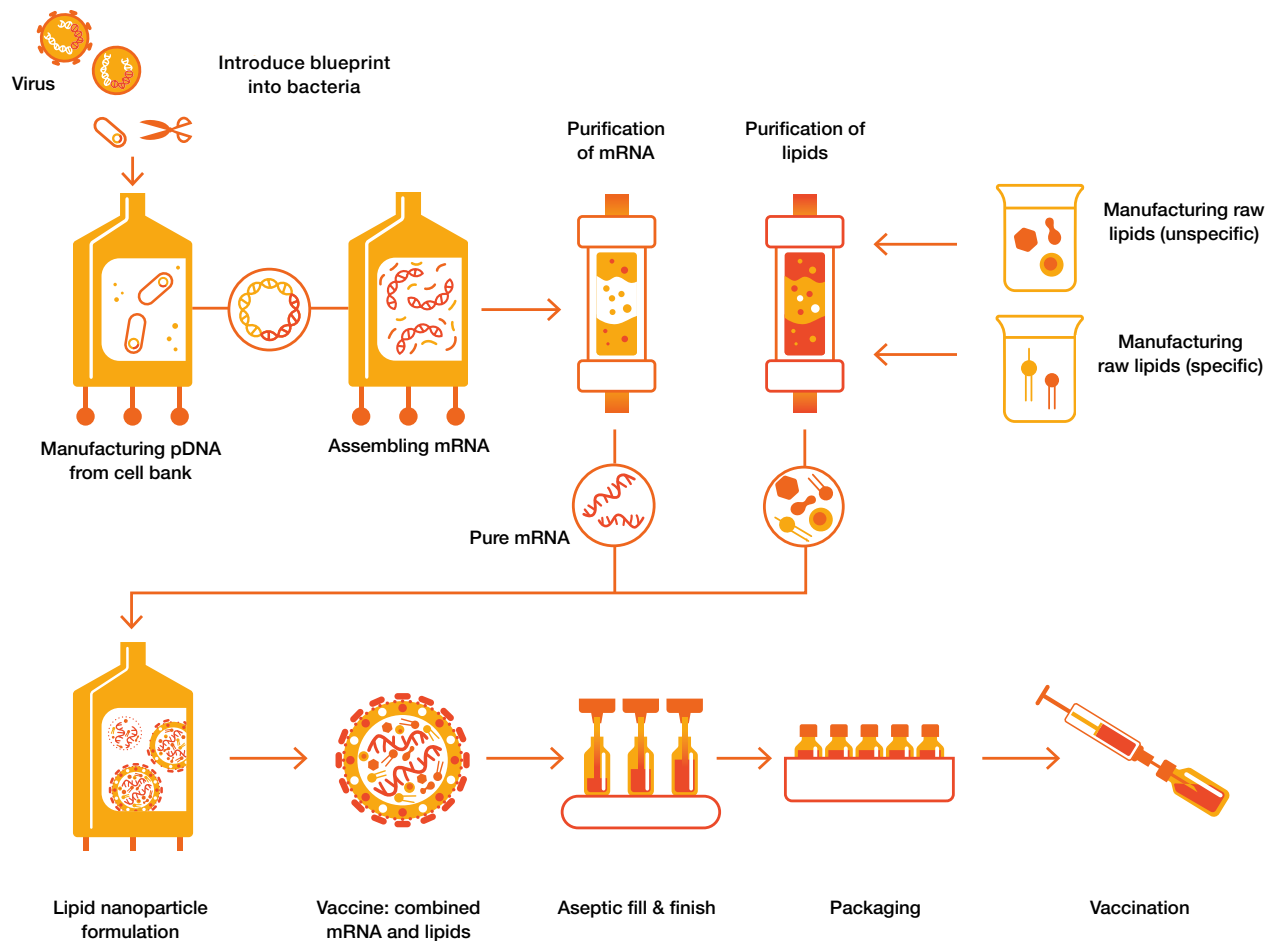 Virus
Introduce blueprint
into bacteria
Purification
of mRNA
Purification of
lipids
Manufacturing raw
lipids (unspecific)
Manufacturing
raw lipids (specific)
Manufacturing pDNA
from cell bank
Assembling mRNA
Pure mRNA
Lipid nanoparticle
formulation
Vaccine: combined
mRNA and lipids
Aseptic fill & finish
Packaging
Vaccination